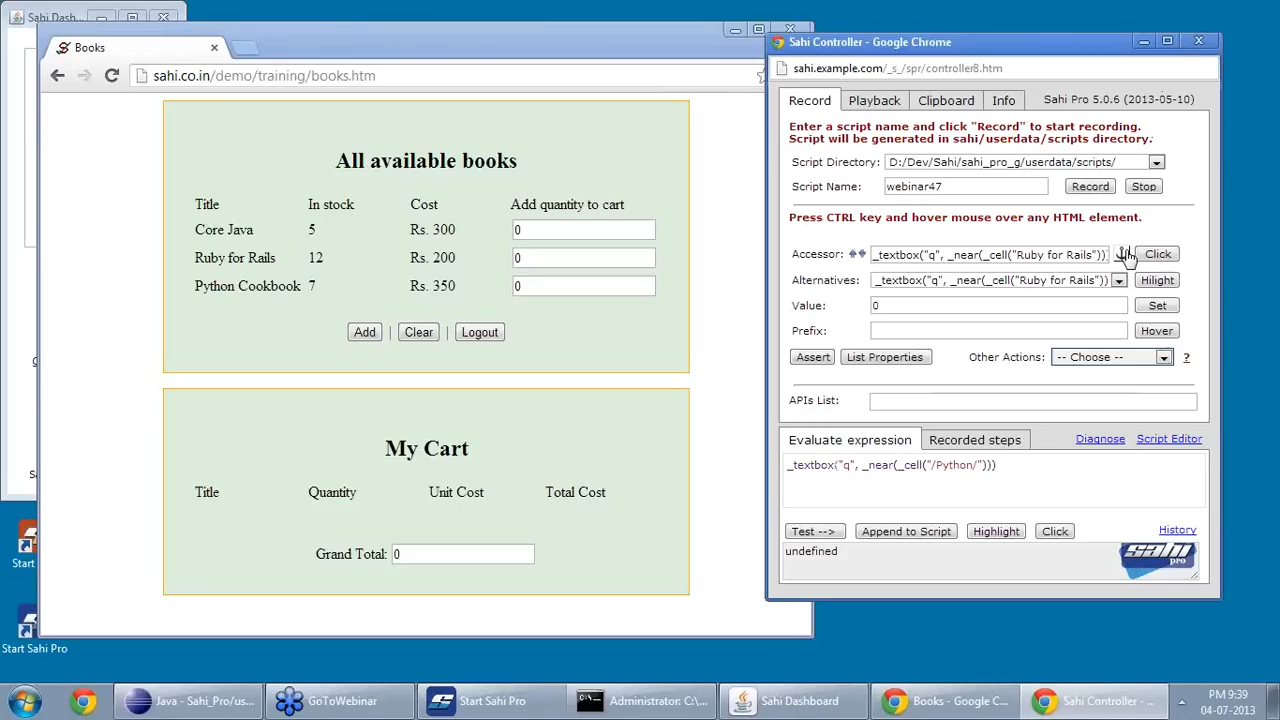 Sahi Dash...
Books
sahi.co.in/demo/training/books.htm
All available books
Title In stock Cost Add quantity to cart
Core Java 5 Rs. 300 0
Ruby for Rails 12 Rs. 200 0
Python Cookbook 7 Rs. 350 0
Add | Clear | Logout
My Cart
Title Quantity Unit Cost Total Cost
Grand Total: 0
Sahi Controller - Google Chrome
sahi.example.com/_s_/spr/controller8.htm
Record Playback Clipboard Info Sahi Pro 5.0.6 (2013-05-10)
Enter a script name and click "Record" to start recording.
Script will be generated in sahi/userdata/scripts directory.
Script Directory: D:/Dev/Sahi/sahi_pro_g/userdata/scripts/
Script Name: webinar47 Record Stop
Press CTRL key and hover mouse over any HTML element.
Accessor: _textbox("q", _near(_cell("Ruby for Rails"))) Click
Alternatives: _textbox("q", _near(_cell("Ruby for Rails")) Hilight
Value: 0 Set
Prefix: Hover
Assert List Properties Other Actions: -- Choose -- ?
APIs List:
Evaluate expression Recorded steps Diagnose Script Editor
_textbox("q", _near(_cell("/Python/")))
Test --> Append to Script Highlight Click History
undefined
sahi pro
Start
Start Sahi Pro
Java - Sahi_Pro/us... GoToWebinar Start Sahi Pro Administrator: C:\... Sahi Dashboard Books - Google C... Sahi Controller - ... PM 9:39
04-07-2013